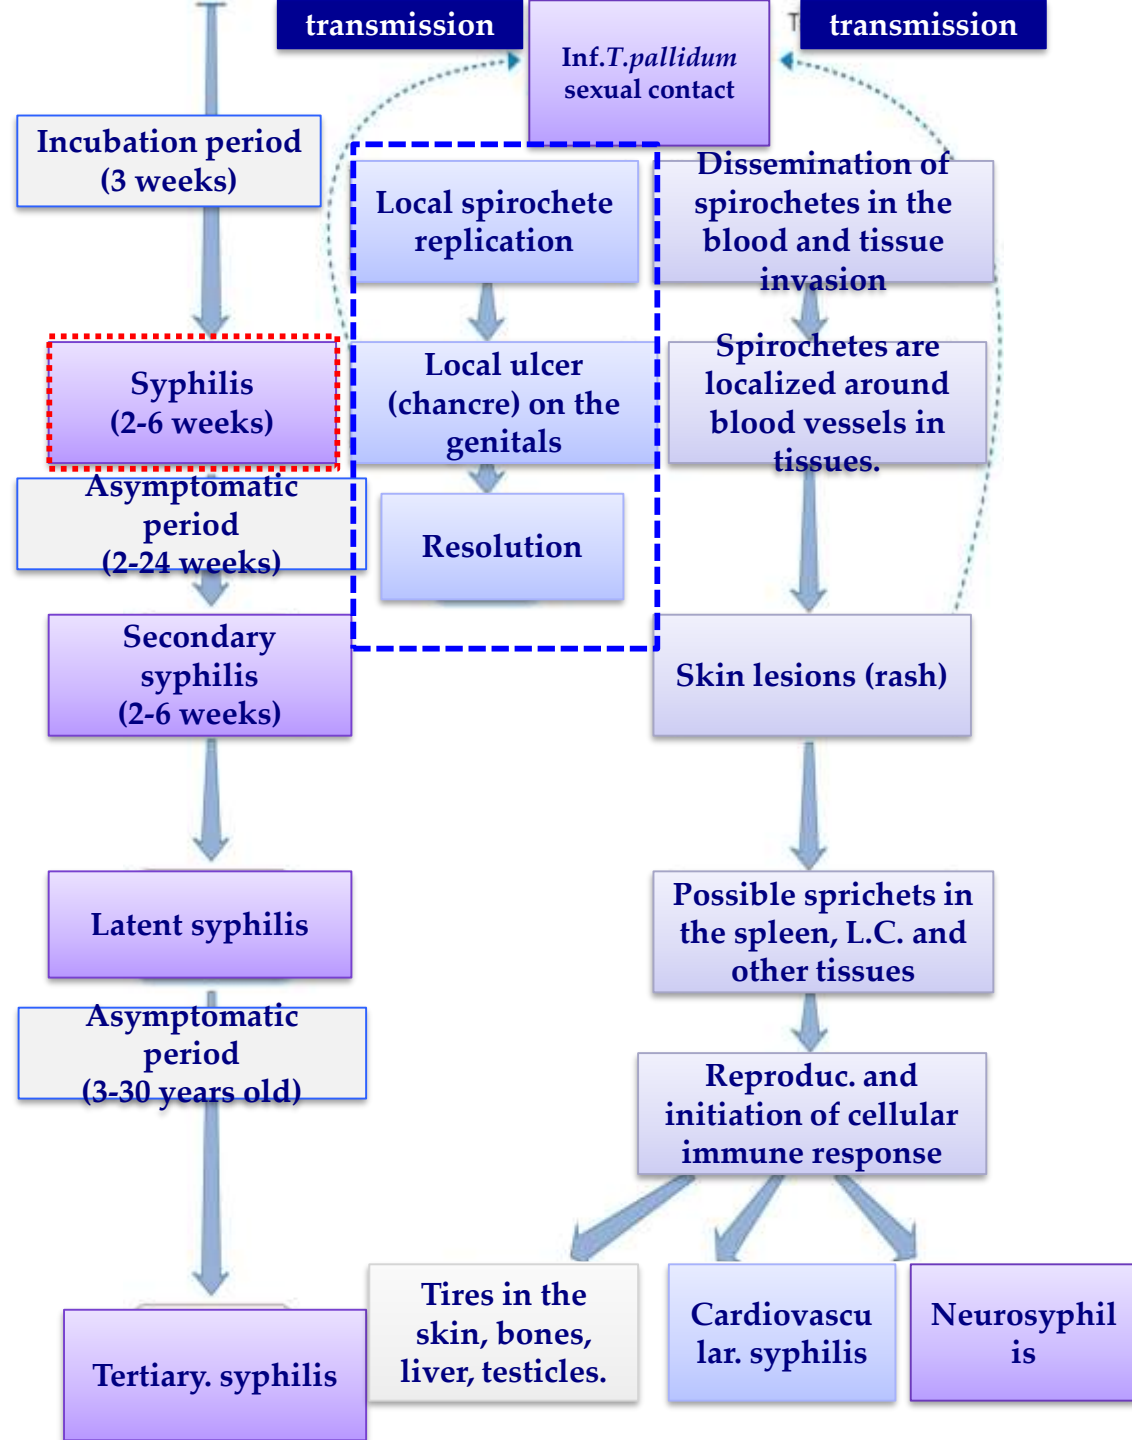 transmission
Inf.T.pallidum
sexual contact
T
transmission
Incubation period
(3 weeks)
Local spirochete
replication
Dissemination of
spirochetes in the
blood and tissue
invasion
Syphilis
(2-6 weeks)
Local ulcer
(chancre) on the
genitals
Spirochetes are
localized around
blood vessels in
tissues.
Asymptomatic
period
(2-24 weeks)
Resolution
Secondary
syphilis
(2-6 weeks)
Skin lesions (rash)
Latent syphilis
Possible sprichets in
the spleen, L.C. and
other tissues
Asymptomatic
period
(3-30 years old)
Reproduc. and
initiation of cellular
immune response
Tertiary. syphilis
Tires in the
skin, bones,
liver, testicles.
Cardiovascu
lar. syphilis
Neurosyphil
is